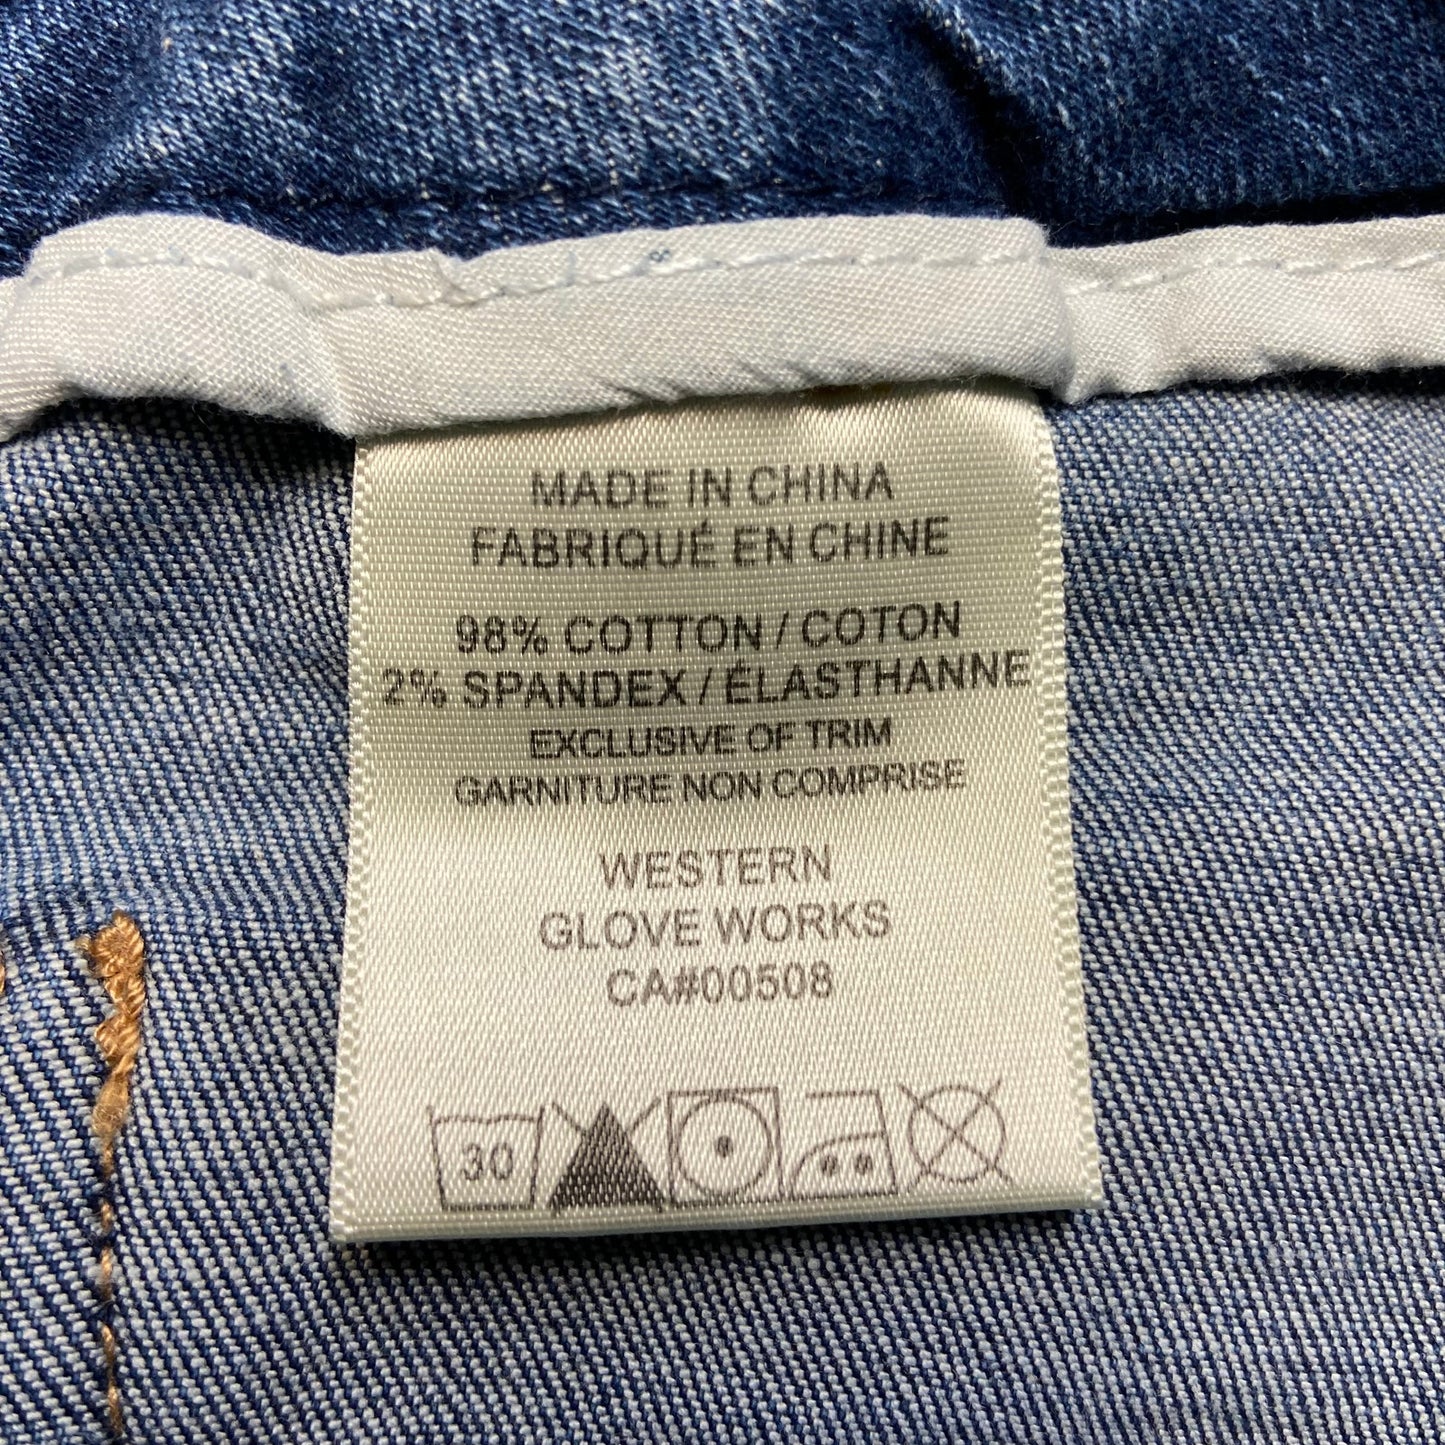 MADE IN CHINA
FABRIQUÉ EN CHINE
98% COTTON / COTON
2% SPANDEX / ÉLASTHANNE
EXCLUSIVE OF TRIM
GARNITURE NON COMPRISE
WESTERN
GLOVE WORKS
CA#00508
30